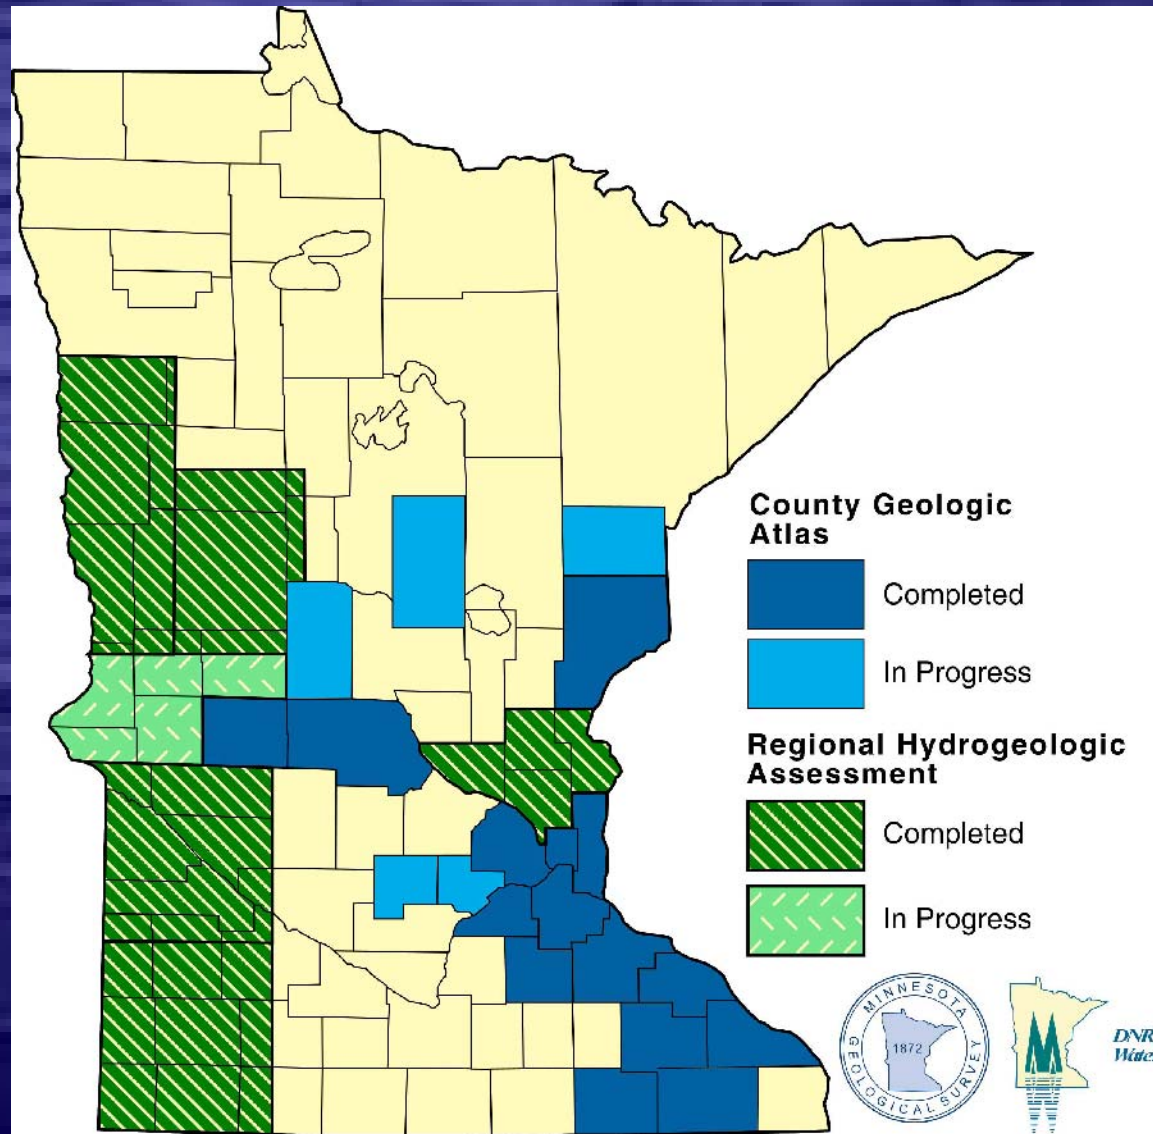 County Geologic
Atlas
Completed
In Progress
Regional Hydrogeologic
Assessment
Completed
In Progress
MINNESOTA
1872
GEOLOGICAL SURVEY
DNR